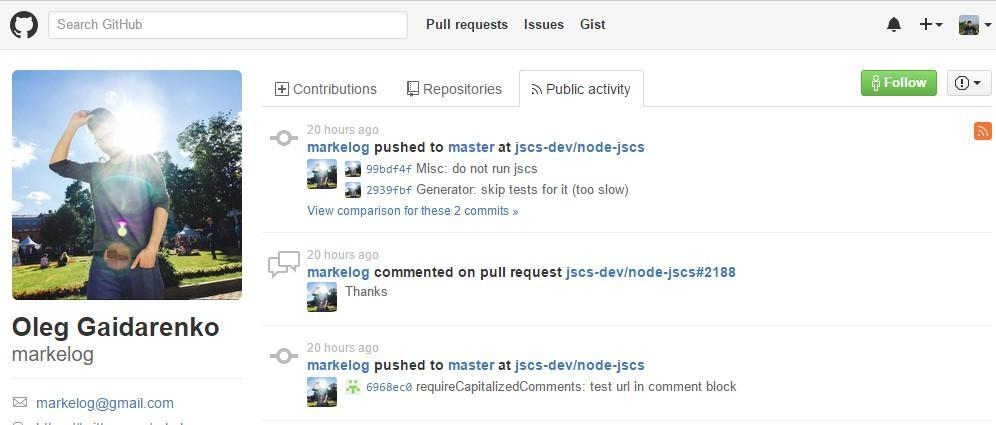 Search GitHub
Pull requests Issues Gist
Contributions
Repositories
Public activity
Follow
20 hours ago
markelog pushed to master at jscs-dev/node-jscs
99bdf4f Misc: do not run jscs
2939fbf Generator: skip tests for it (too slow)
View comparison for these 2 commits »
20 hours ago
markelog commented on pull request jscs-dev/node-jscs#2188
Thanks
20 hours ago
markelog pushed to master at jscs-dev/node-jscs
6968ec0 requireCapitalizedComments: test url in comment block
Oleg Gaidarenko
markelog
markelog@gmail.com